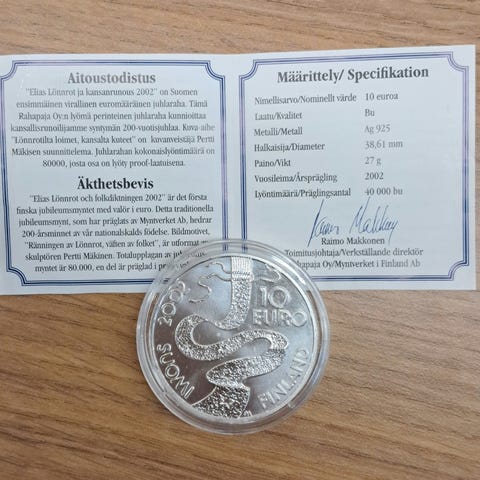 Aitoustodistus
"Elias Lönnrot ja kansanrunous 2002" on Suomen
ensimmäinen virallinen euromääräinen juhlaraha. Tämä
Rahapaja Oy:n lyömä perinteinen juhlaraha kunnioittaa
kansallisrunoilijamme syntymän 200-vuotisjuhlaa. Kuva-aihe
"Lönnrotilta loimet, kansalta kuteet" on kuvanveistäjä Pertti
Mäkisen suunnittelema. Juhlarahan kokonaislyöntimäärä on
80000, josta osa on lyöty proof-laatuisena.
Äkthetsbevis
"Elias Lönnrot och folkdiktningen 2002" är det första
finska jubileumsmyntet med valör i euro. Detta traditionella
jubileumsmynt, som har präglats av Myntverket Ab, hedrar
200-årsminnet av vår nationalskalds födelse. Bildmotivet,
"Ränningen av Lönnrot, väften av folket", är utformat av
skulptören Pertti Mäkinen. Totalupplagan av jubileums-
myntet är 80.000, en del är präglad i
Määrittely/ Specifikation
Nimellisarvo/Nominellt värde 10 euroa
Laatu/Kvalitet Bu
Metalli/Metall Ag 925
Halkaisija/Diameter 38,61 mm
Paino/Vikt 27 g
Vuosileima/Årsprägling 2002
Lyöntimäärä/Präglingsantal 40 000 bu
Raimo Makkonen
Raimo Makkonen
Toimitusjohtaja/Verkställande direktör
Rahapaja Oy/Myntverket i Finland Ab
2002
SUOMI
10
EURO
FINLAND